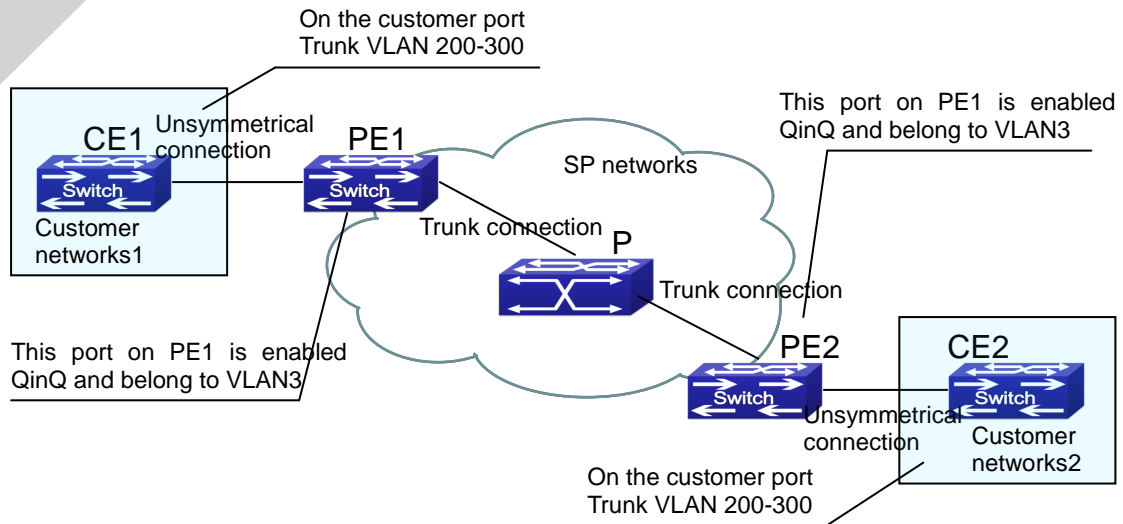 On the customer port
Trunk VLAN 200-300
This port on PE1 is enabled
QinQ and belong to VLAN3
CE1
Unsymmetrical
connection
PE1
SP networks
Switch
Switch
Customer
networks1
Trunk connection
P
Trunk connection
This port on PE1 is enabled
QinQ and belong to VLAN3
PE2
CE2
Switch
Switch
Unsymmetrical
connection
Customer
networks2
On the customer port
Trunk VLAN 200-300